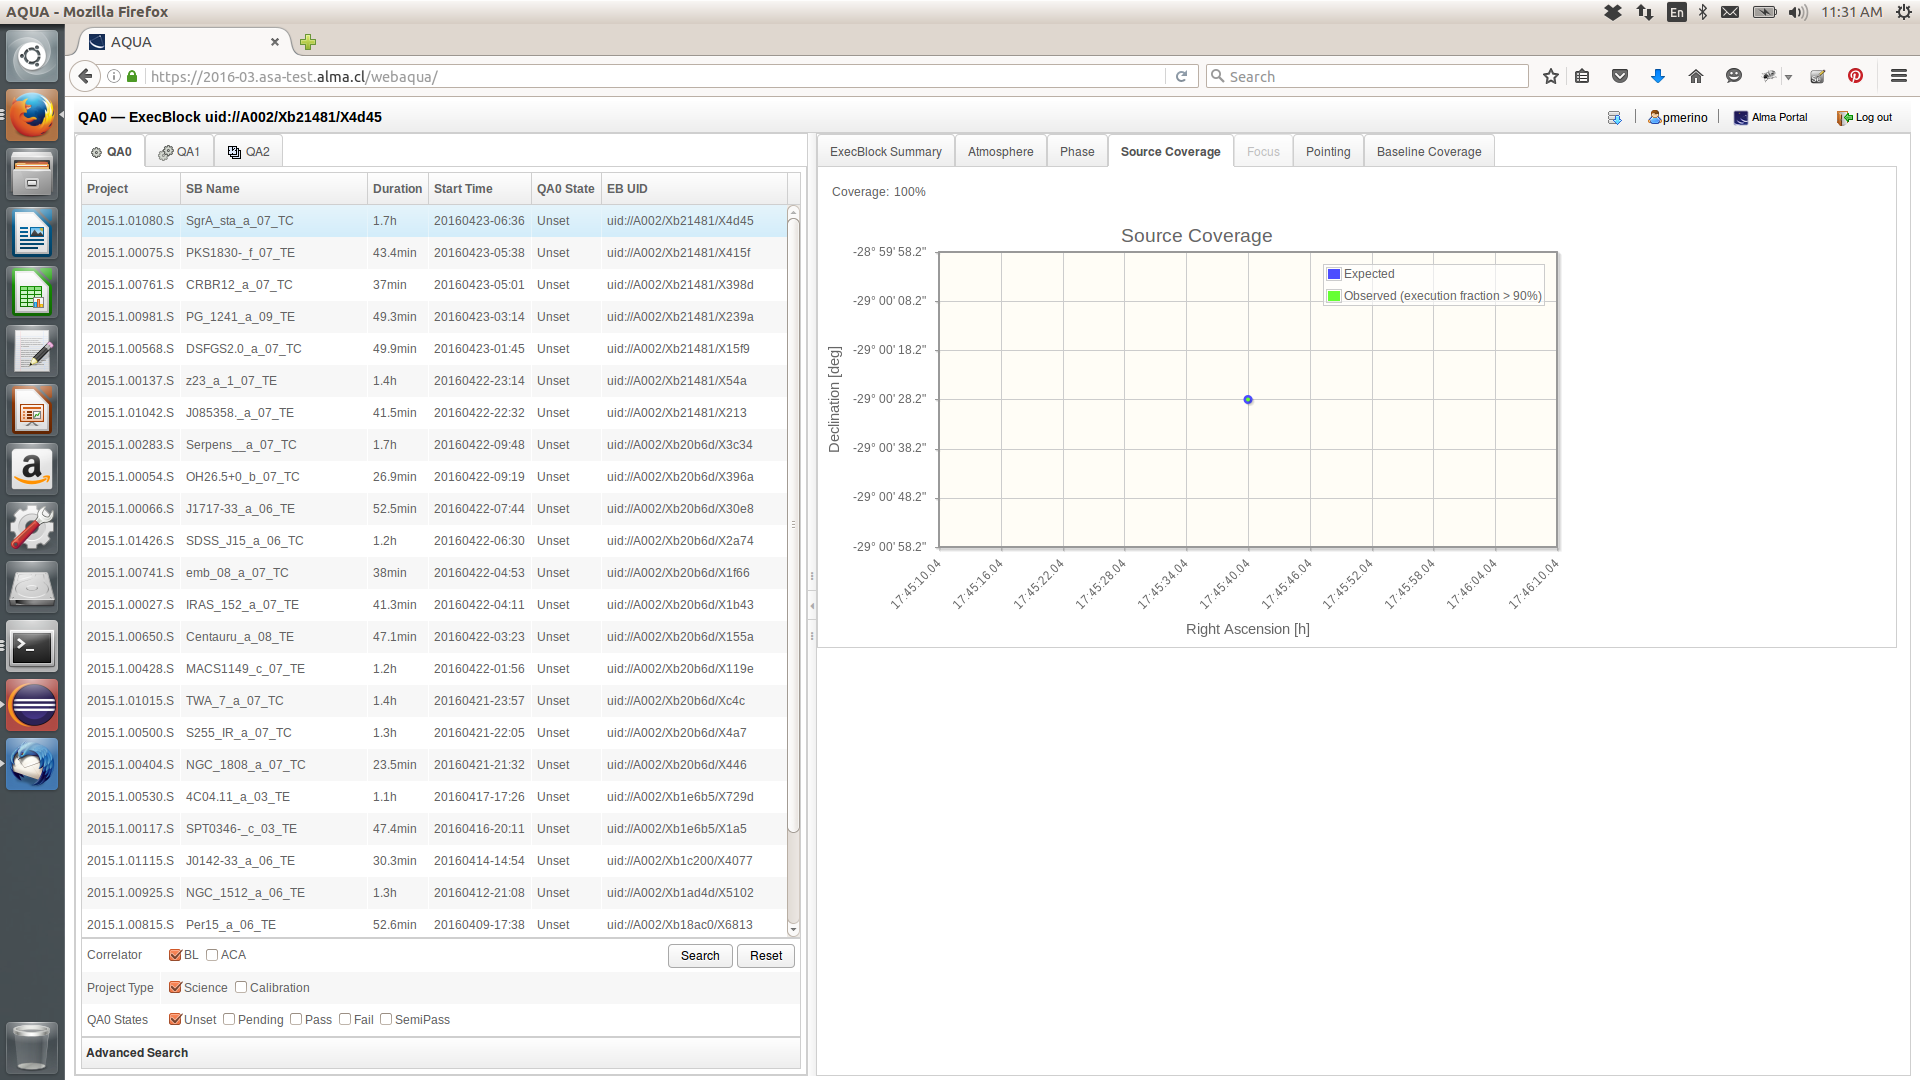 AQUA - Mozilla Firefox
En
11:31 AM
AQUA
https://2016-03.asa-test.alma.cl/webaqua/
Search
QA0 — ExecBlock uid://A002/Xb21481/X4d45
pmerino
Alma Portal
Log out
QA0 QA1 QA2
Project SB Name Duration Start Time QA0 State EB UID
2015.1.01080.S SgrA_sta_a_07_TC 1.7h 20160423-06:36 Unset uid://A002/Xb21481/X4d45
2015.1.00075.S PKS1830-_f_07_TE 43.4min 20160423-05:38 Unset uid://A002/Xb21481/X415f
2015.1.00761.S CRBR12_a_07_TC 37min 20160423-05:01 Unset uid://A002/Xb21481/X398d
2015.1.00981.S PG_1241_a_09_TE 49.3min 20160423-03:14 Unset uid://A002/Xb21481/X239a
2015.1.00568.S DSFGS2.0_a_07_TC 49.9min 20160423-01:45 Unset uid://A002/Xb21481/X15f9
2015.1.00137.S z23_a_1_07_TE 1.4h 20160422-23:14 Unset uid://A002/Xb21481/X54a
2015.1.01042.S J085358._a_07_TE 41.5min 20160422-22:32 Unset uid://A002/Xb21481/X213
2015.1.00283.S Serpens__a_07_TC 1.7h 20160422-09:48 Unset uid://A002/Xb20b6d/X3c34
2015.1.00054.S OH26.5+0_b_07_TC 26.9min 20160422-09:19 Unset uid://A002/Xb20b6d/X396a
2015.1.00066.S J1717-33_a_06_TE 52.5min 20160422-07:44 Unset uid://A002/Xb20b6d/X30e8
2015.1.01426.S SDSS_J15_a_06_TC 1.2h 20160422-06:30 Unset uid://A002/Xb20b6d/X2a74
2015.1.00741.S emb_08_a_07_TC 38min 20160422-04:53 Unset uid://A002/Xb20b6d/X1f66
2015.1.00027.S IRAS_152_a_07_TE 41.3min 20160422-04:11 Unset uid://A002/Xb20b6d/X1b43
2015.1.00650.S Centauru_a_08_TE 47.1min 20160422-03:23 Unset uid://A002/Xb20b6d/X155a
2015.1.00428.S MACS1149_c_07_TE 1.2h 20160422-01:56 Unset uid://A002/Xb20b6d/X119e
2015.1.01015.S TWA_7_a_07_TC 1.4h 20160421-23:57 Unset uid://A002/Xb20b6d/Xc4c
2015.1.00500.S S255_IR_a_07_TC 1.3h 20160421-22:05 Unset uid://A002/Xb20b6d/X4a7
2015.1.00404.S NGC_1808_a_07_TC 23.5min 20160421-21:32 Unset uid://A002/Xb20b6d/X446
2015.1.00530.S 4C04.11_a_03_TE 1.1h 20160417-17:26 Unset uid://A002/Xb1e6b5/X729d
2015.1.00117.S SPT0346-_c_03_TE 47.4min 20160416-20:11 Unset uid://A002/Xb1e6b5/X1a5
2015.1.01115.S J0142-33_a_06_TE 30.3min 20160414-14:54 Unset uid://A002/Xb1c200/X4077
2015.1.00925.S NGC_1512_a_06_TE 1.3h 20160412-21:08 Unset uid://A002/Xb1ad4d/X5102
2015.1.00815.S Per15_a_06_TE 52.6min 20160409-17:38 Unset uid://A002/Xb18ac0/X6813
Correlator BL ACA Search Reset
Project Type Science Calibration
QA0 States Unset Pending Pass Fail SemiPass
Advanced Search
ExecBlock Summary Atmosphere Phase Source Coverage Focus Pointing Baseline Coverage
Coverage: 100%
Source Coverage
Expected
Observed (execution fraction > 90%)
Declination [deg]
-28° 59' 58.2"
-29° 00' 08.2"
-29° 00' 18.2"
-29° 00' 28.2"
-29° 00' 38.2"
-29° 00' 48.2"
-29° 00' 58.2"
17:45:10.04 17:45:16.04 17:45:22.04 17:45:28.04 17:45:34.04 17:45:40.04 17:45:46.04 17:45:52.04 17:45:58.04 17:46:04.04 17:46:10.04
Right Ascension [h]